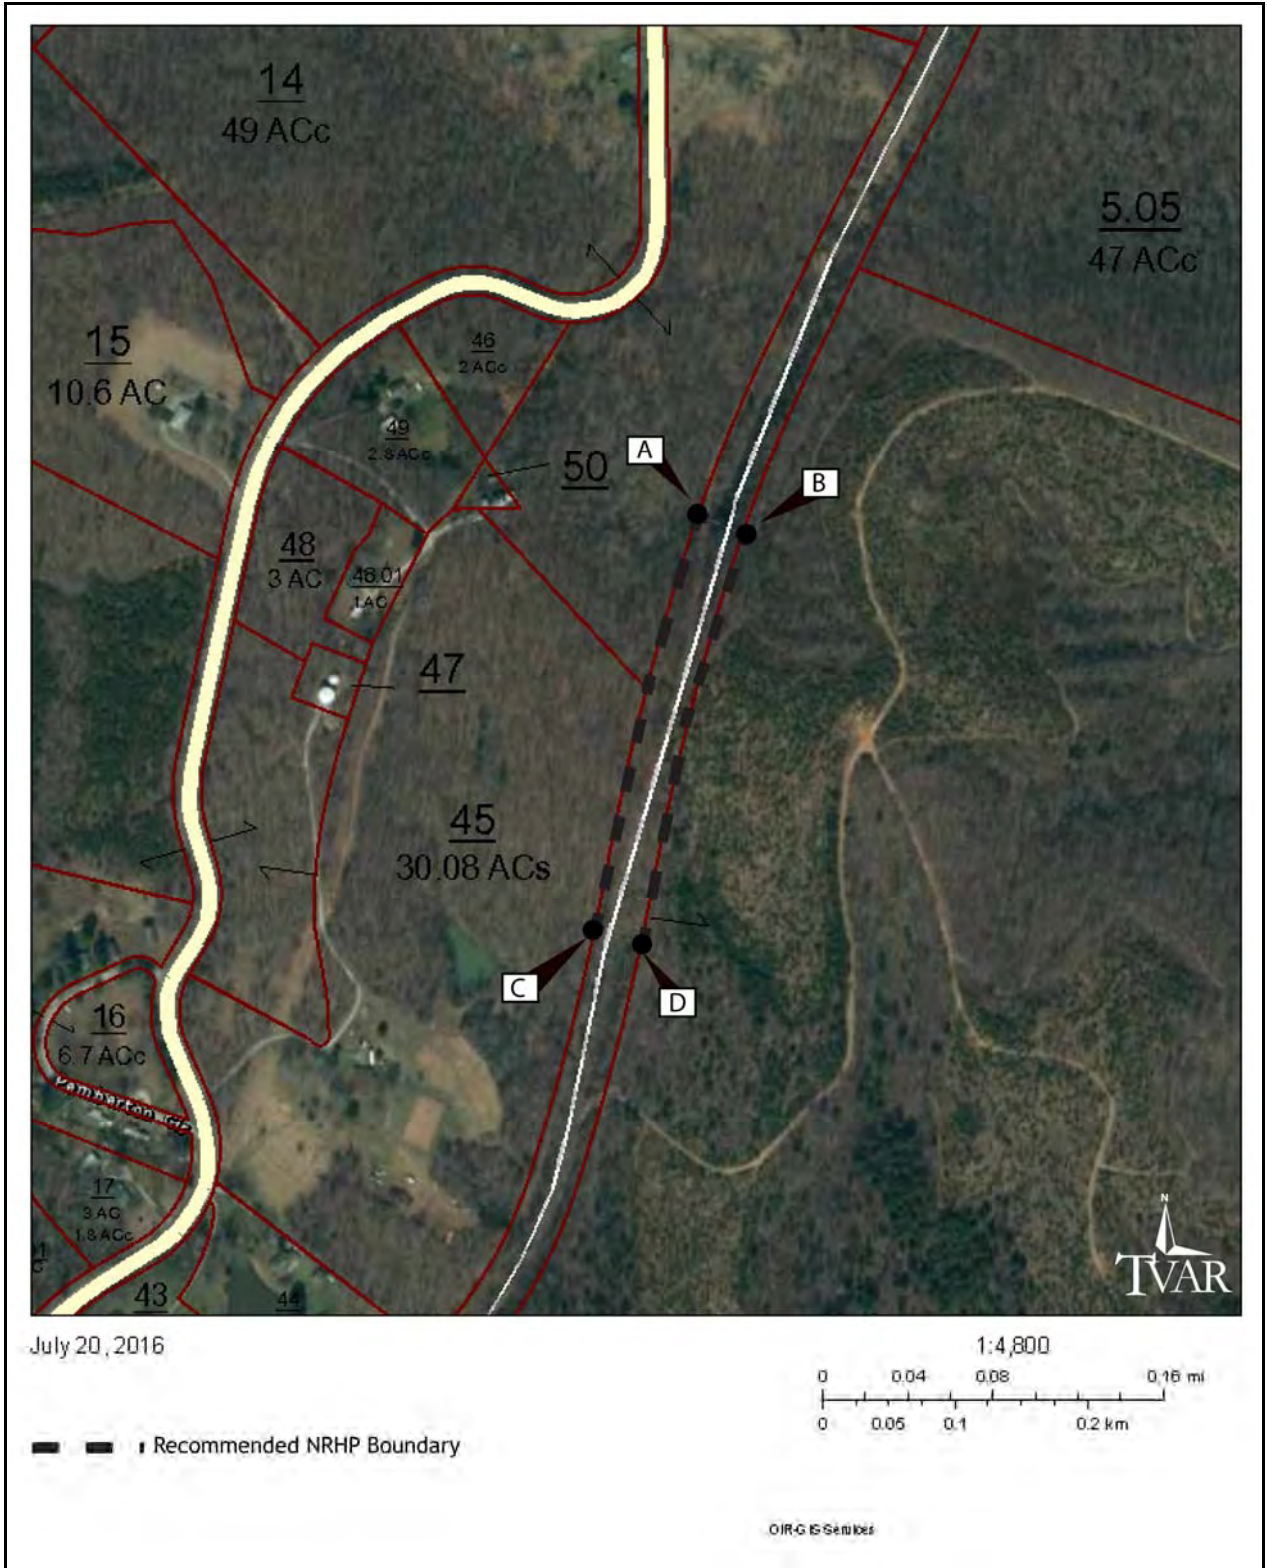 14
49 ACc
5.05
47 ACc
15
10.6 AC
46
2 ACc
49
2.8 ACc
50
A
B
48
3 AC
48.01
1 AC
47
45
30.08 ACs
C
D
16
6.7 ACc
17
3 AC
1.8 ACc
43
44
N
TVAR
July 20, 2016
1:4,800
0 0.04 0.08 0.16 mi
0 0.05 0.1 0.2 km
Recommended NRHP Boundary
OIR-GIS Services